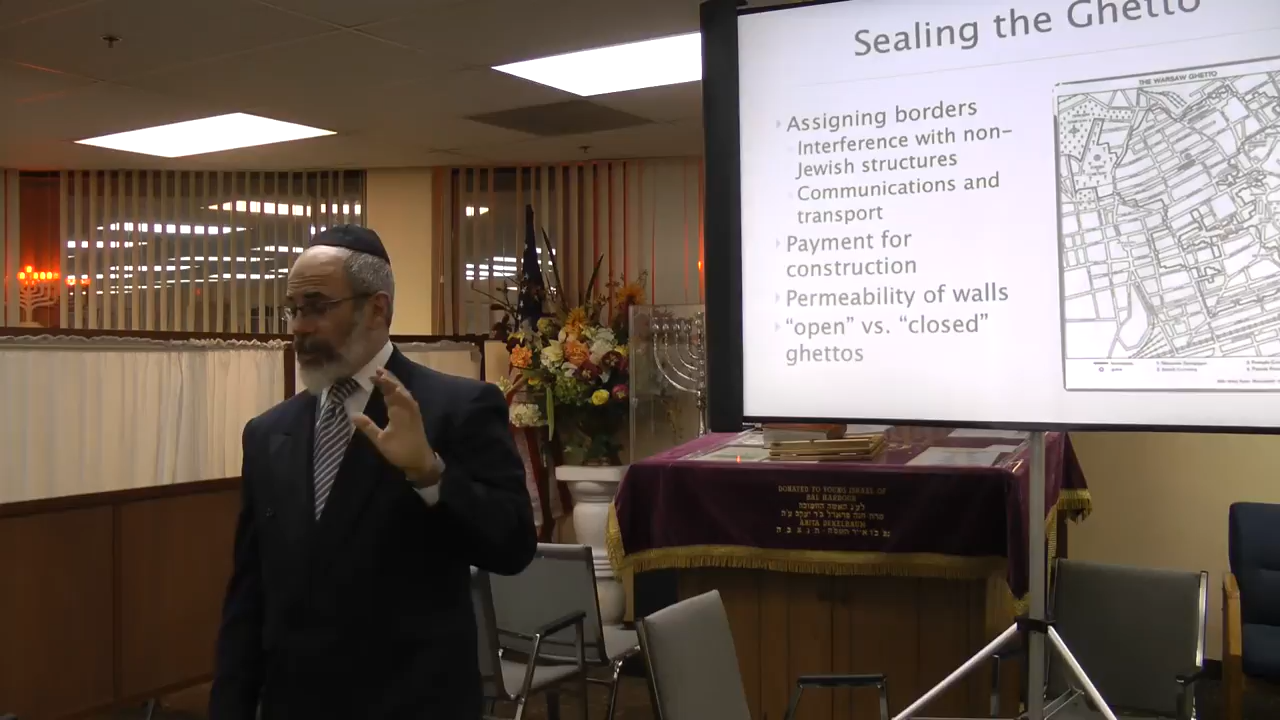 Sealing the Ghetto
Assigning borders
Interference with non-
Jewish structures
Communications and
transport
Payment for
construction
Permeability of walls
“open” vs. “closed”
ghettos
THE WARSAW GHETTO
DONATED TO YOUNG ISRAEL OF
BAL HARBOUR